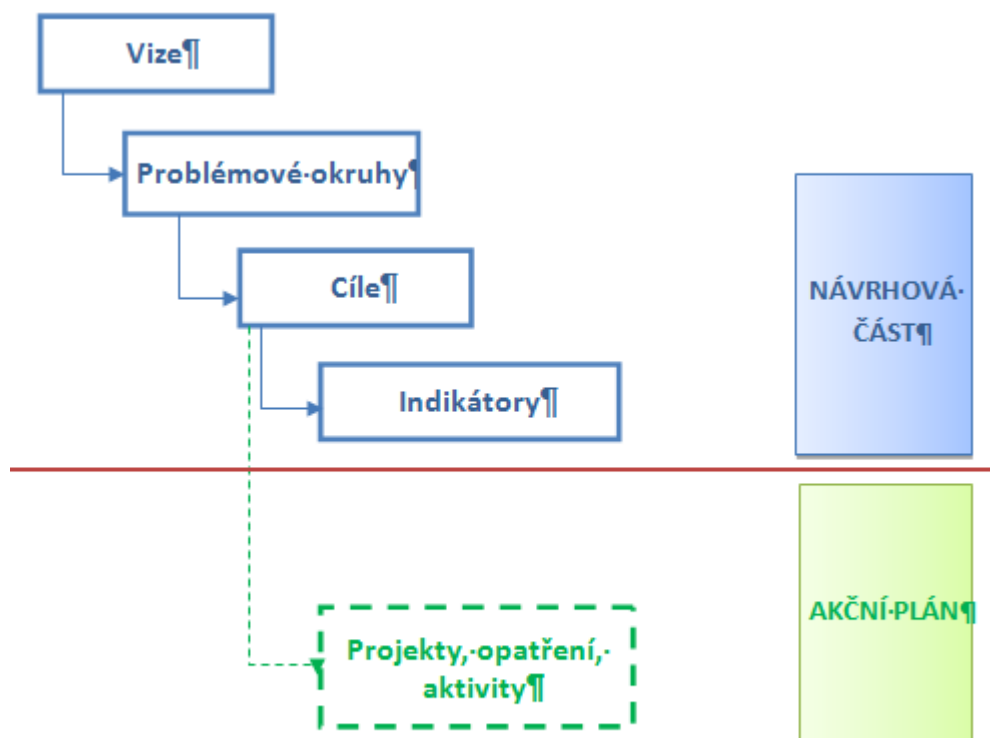 Vize¶
Problémové·okruhy¶
Cíle¶
NÁVRHOVÁ·
ČÁST¶
Indikátory¶
AKČNÍ·PLÁN¶
Projekty,·opatření,·
aktivity¶